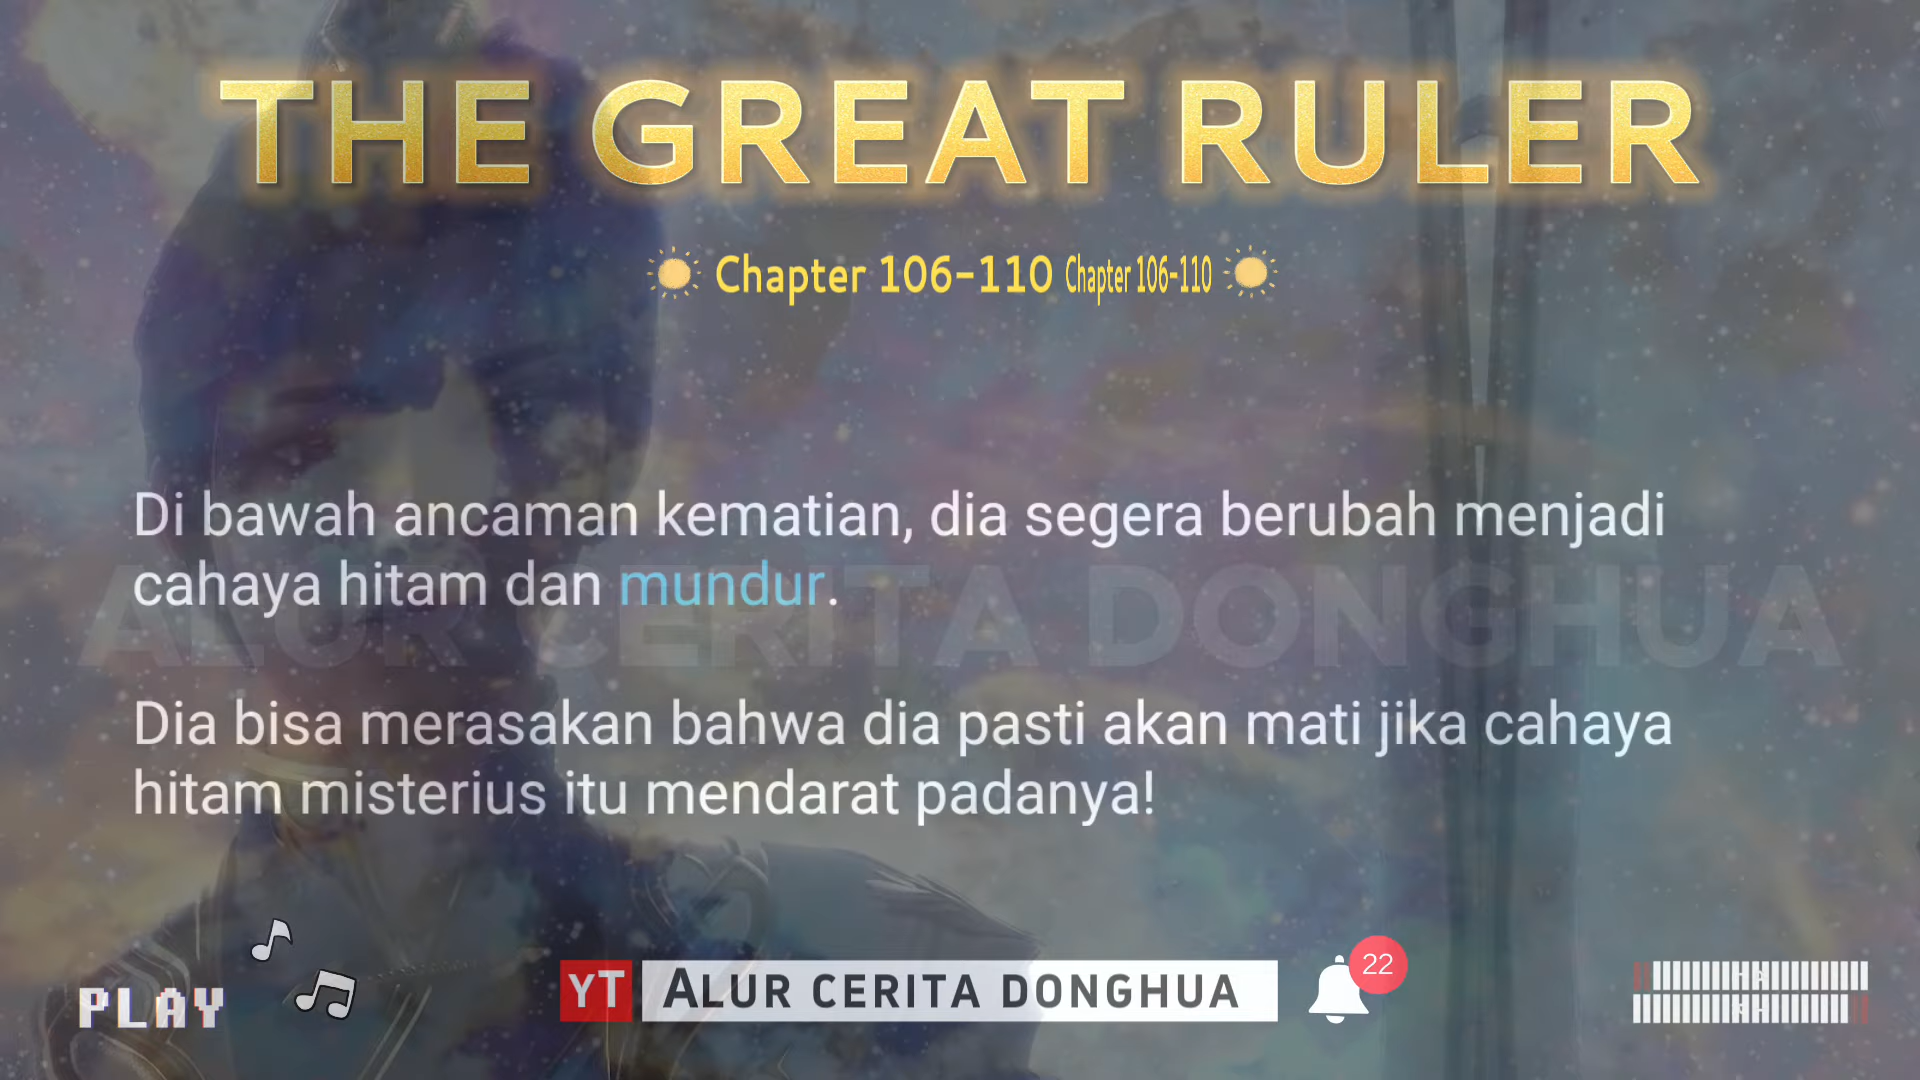 THE GREAT RULER
Chapter 106-110 Chapter 106-110
Di bawah ancaman kematian, dia segera berubah menjadi
cahaya hitam dan mundur.
ALUR CERITA DONGHUA
Dia bisa merasakan bahwa dia pasti akan mati jika cahaya
hitam misterius itu mendarat padanya!
PLAY
YT ALUR CERITA DONGHUA
22